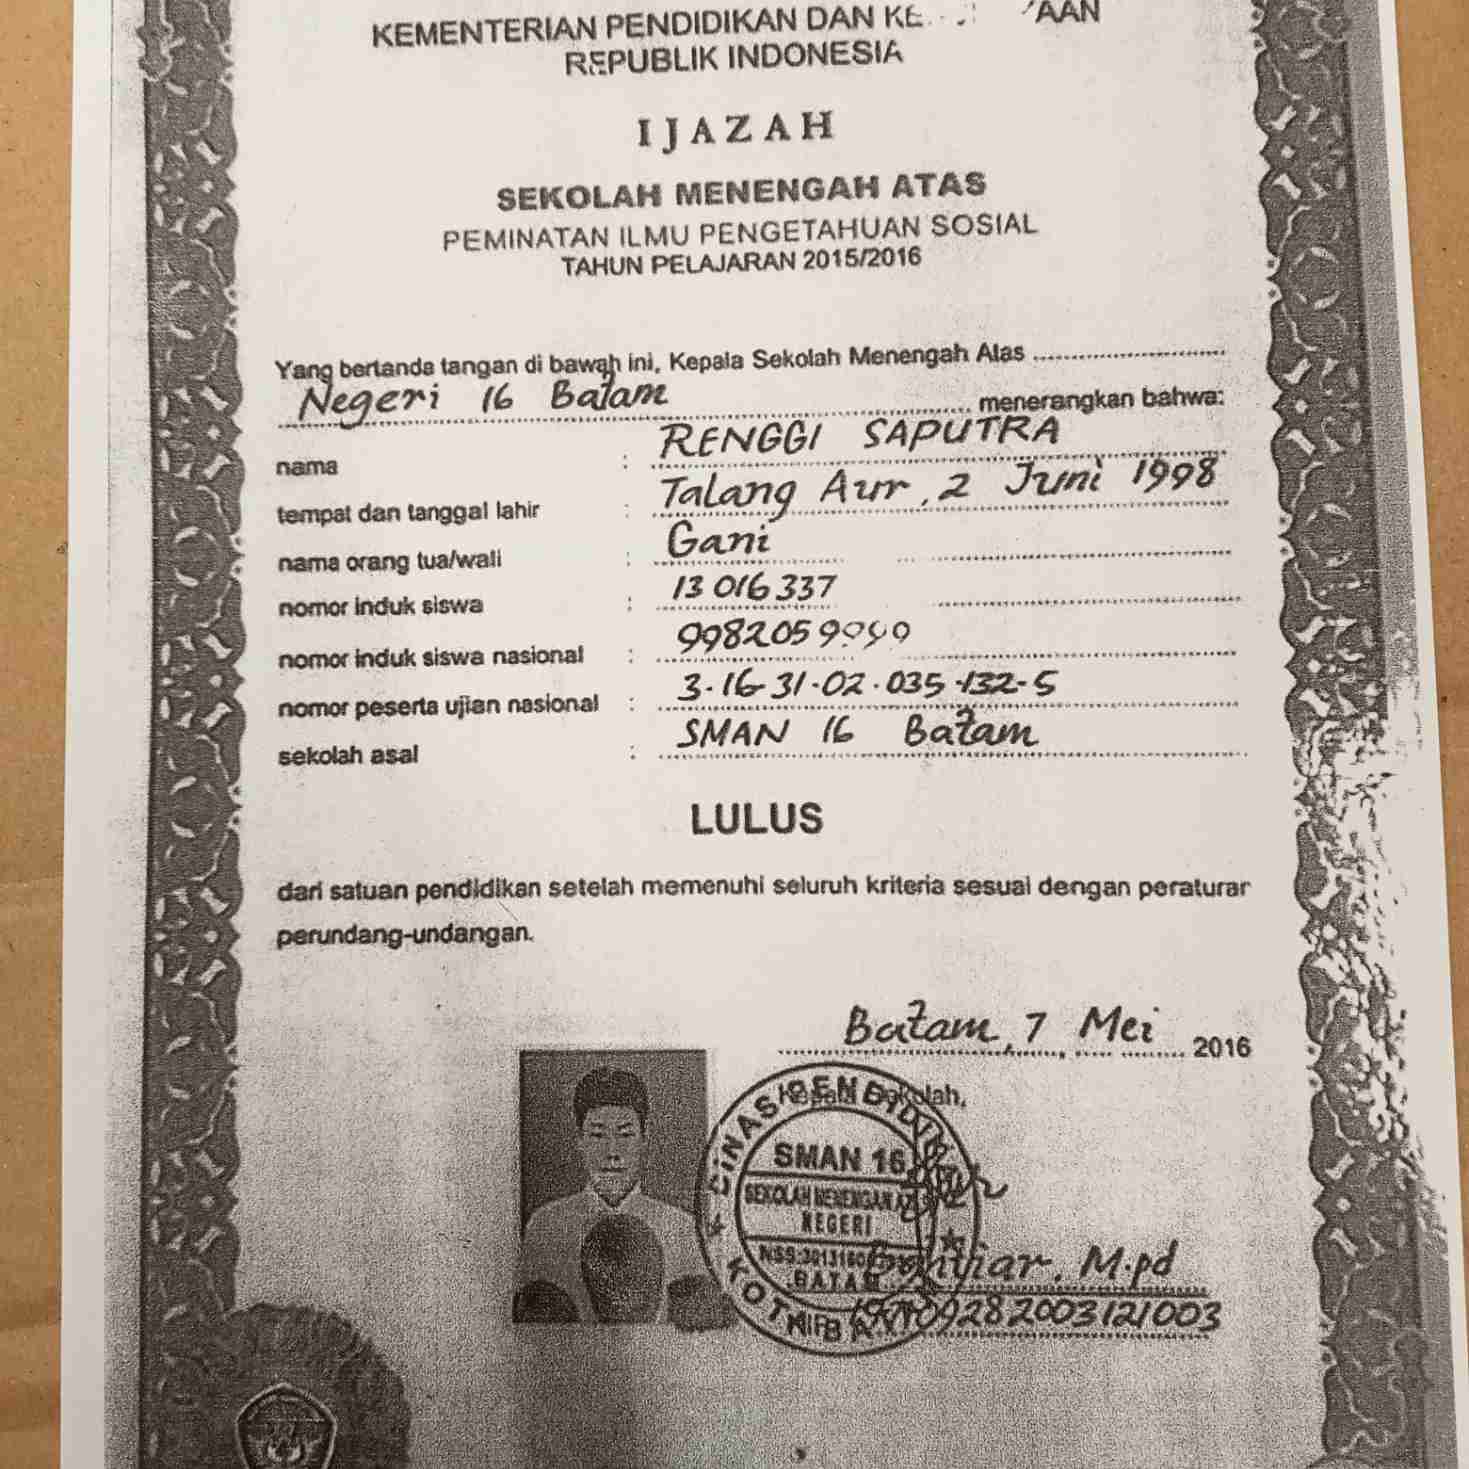 KEMENTERIAN PENDIDIKAN DAN
REPUBLIK INDONESIA
IJAZAH
SEKOLAH MENENGAH ATAS
PEMINATAN ILMU PENGETAHUAN SOSIAL
TAHUN PELAJARAN 2015/2016
Yang bertanda tangan di bawah ini, Kepala Sekolah Menengah Atas
Negeri 16 Batam menerangkan bahwa:
nama : RENGGI SAPUTRA
tempat dan tanggal lahir : Talang Aur, 2 Juni 1998
nama orang tua/wali : Gani
nomor induk siswa : 13 016 337
nomor induk siswa nasional :
nomor peserta ujian nasional : 3-16-31-02-035-132-5
sekolah asal : SMAN 16 Batam
LULUS
dari satuan pendidikan setelah memenuhi seluruh kriteria sesuai dengan peraturan
perundang-undangan.
Batam, 7 Mei 2016
Kepala Sekolah,
SMAN 16
SEKOLAH MENENGAH ATAS
NEGERI
BATAM
M.pd